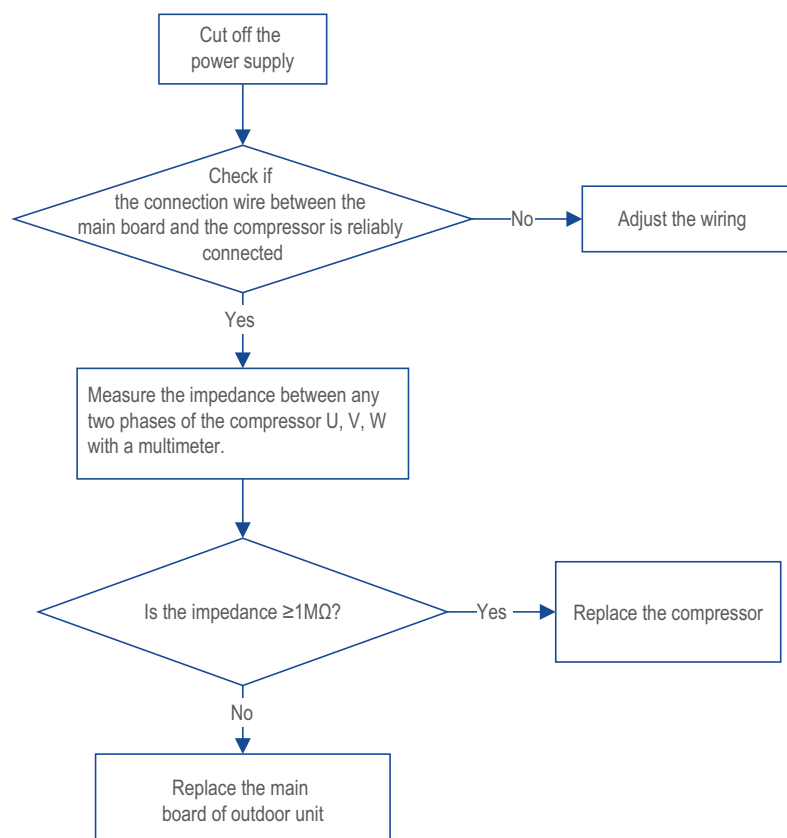 Cut off the
power supply
Check if
the connection wire between the
main board and the compressor is reliably
connected
No
Adjust the wiring
Yes
Measure the impedance between any
two phases of the compressor U, V, W
with a multimeter.
Is the impedance ≥1MΩ?
Yes
Replace the compressor
No
Replace the main
board of outdoor unit